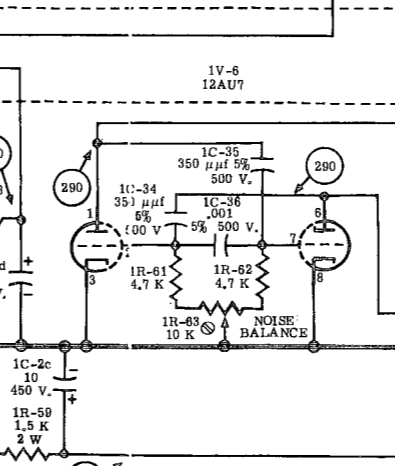 1V-6
12AU7
1C-35
350 μμf 5%
500 V.
290
290
1C-34
μμf
5%
V
1C-36
.001
5% 500 V.
1
6
7
3
8
1R-61
4.7 K
1R-62
4.7 K
1R-63
10 K
NOISE
BALANCE
+
−
1C-2c
10
450 V.
−
+
1R-59
1.5 K
2 W